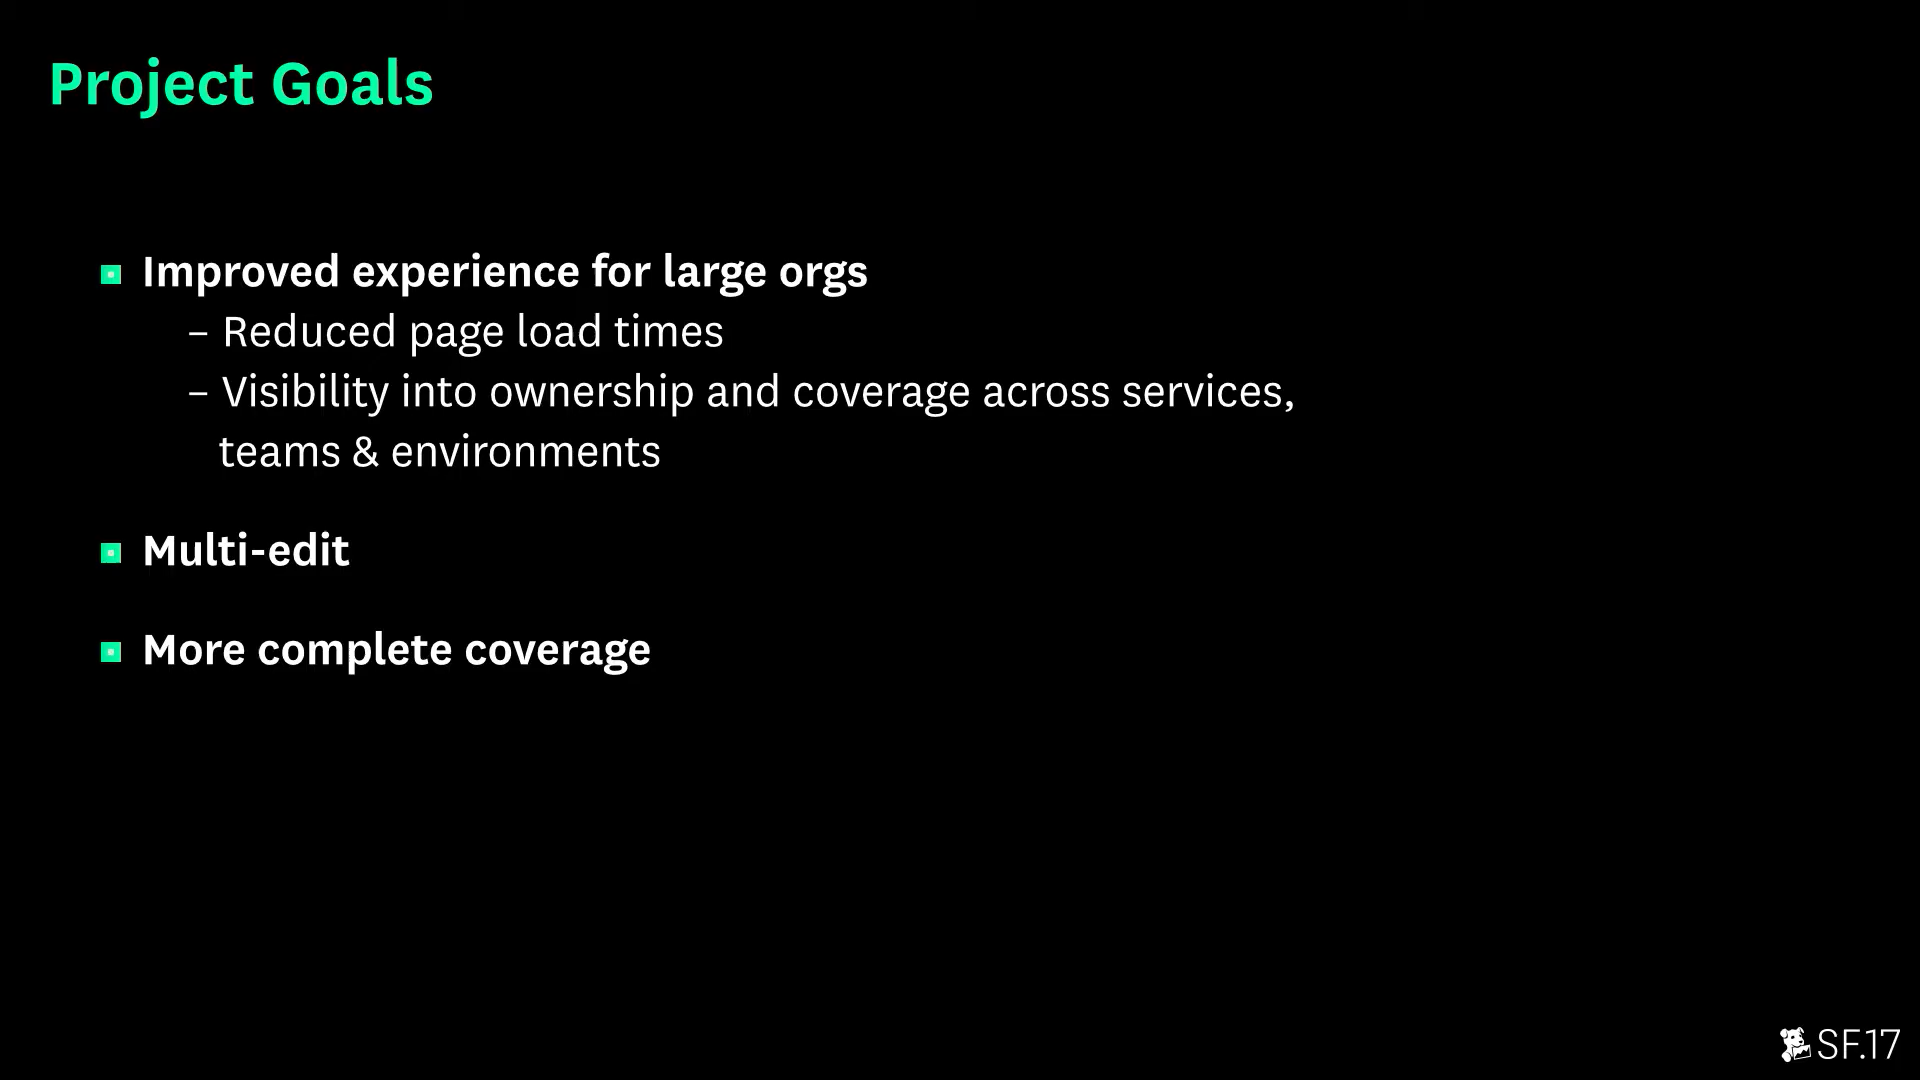 Project Goals
Improved experience for large orgs
– Reduced page load times
– Visibility into ownership and coverage across services,
teams & environments
Multi-edit
More complete coverage
SF.17